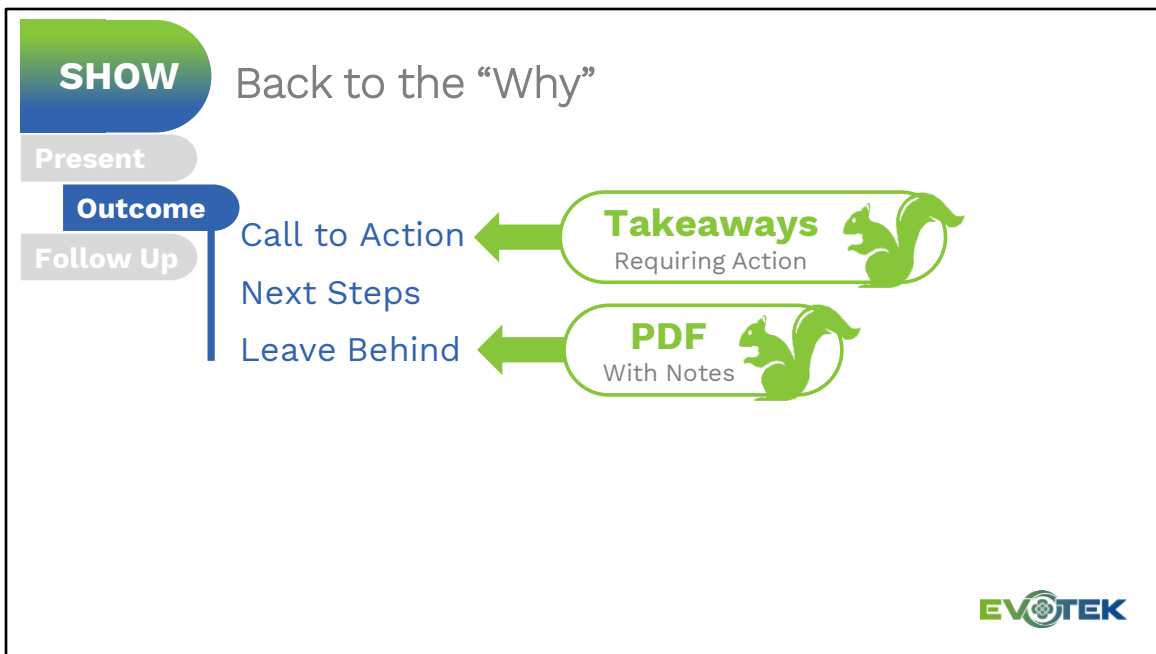 SHOW
Back to the “Why”
Present
Outcome
Follow Up
Call to Action
Next Steps
Leave Behind
Takeaways
Requiring Action
PDF
With Notes
EVOTEK